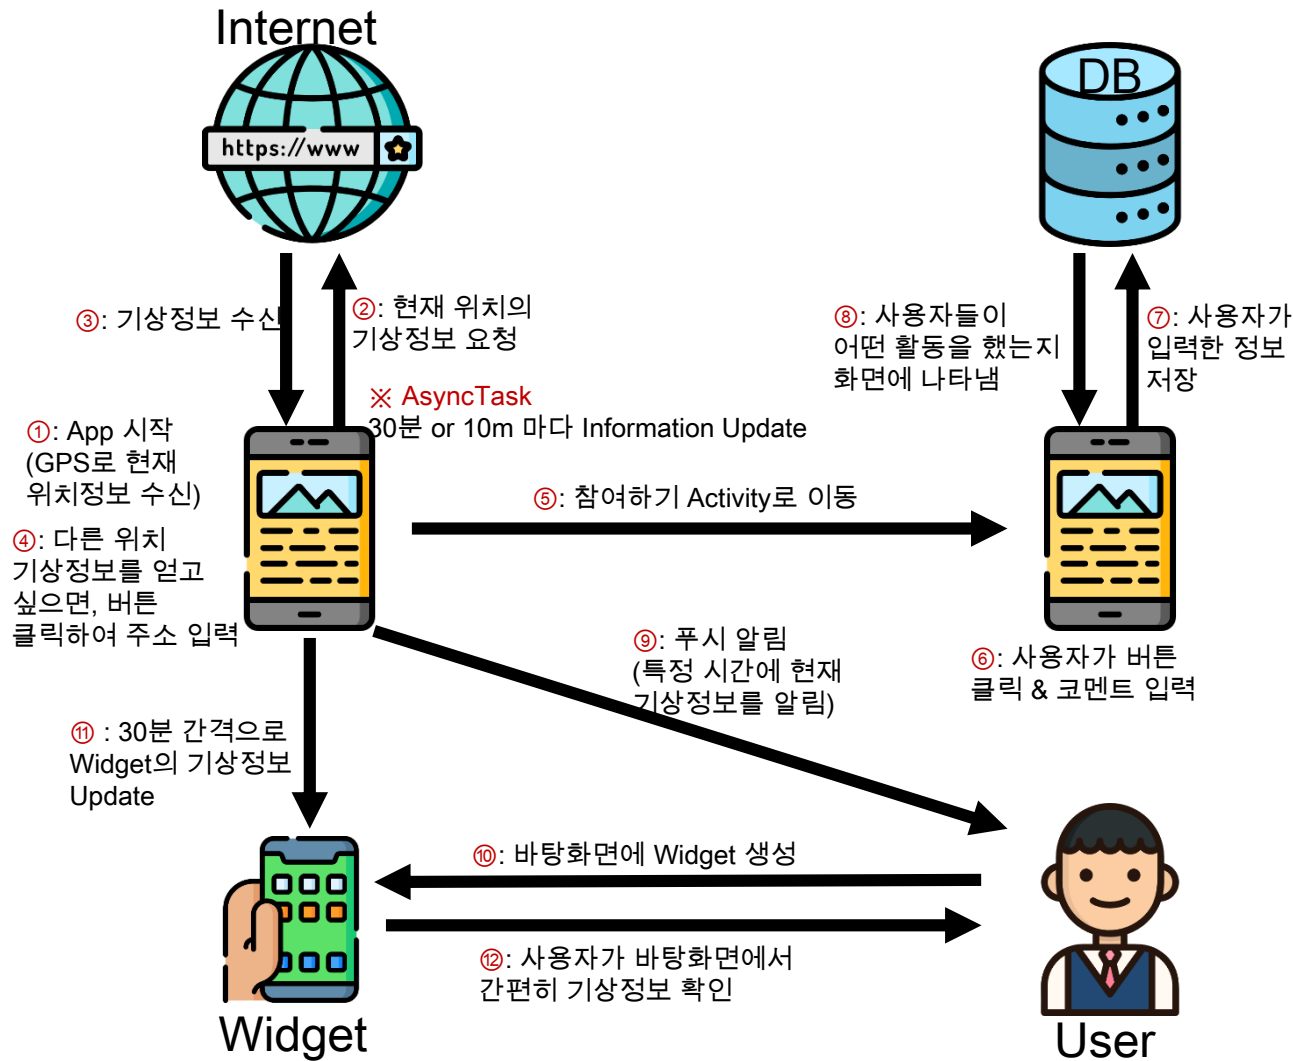 Internet
DB
https://www
③: 기상정보 수신
②: 현재 위치의
기상정보 요청
⑧: 사용자들이
어떤 활동을 했는지
화면에 나타냄
⑦: 사용자가
입력한 정보
저장
※ AsyncTask
30분 or 10m 마다 Information Update
①: App 시작
(GPS로 현재
위치정보 수신)
⑤: 참여하기 Activity로 이동
④: 다른 위치
기상정보를 얻고
싶으면, 버튼
클릭하여 주소 입력
⑨: 푸시 알림
(특정 시간에 현재
기상정보를 알림)
⑥: 사용자가 버튼
클릭 & 코멘트 입력
⑪ : 30분 간격으로
Widget의 기상정보
Update
⑩: 바탕화면에 Widget 생성
⑫: 사용자가 바탕화면에서
간편히 기상정보 확인
Widget
User